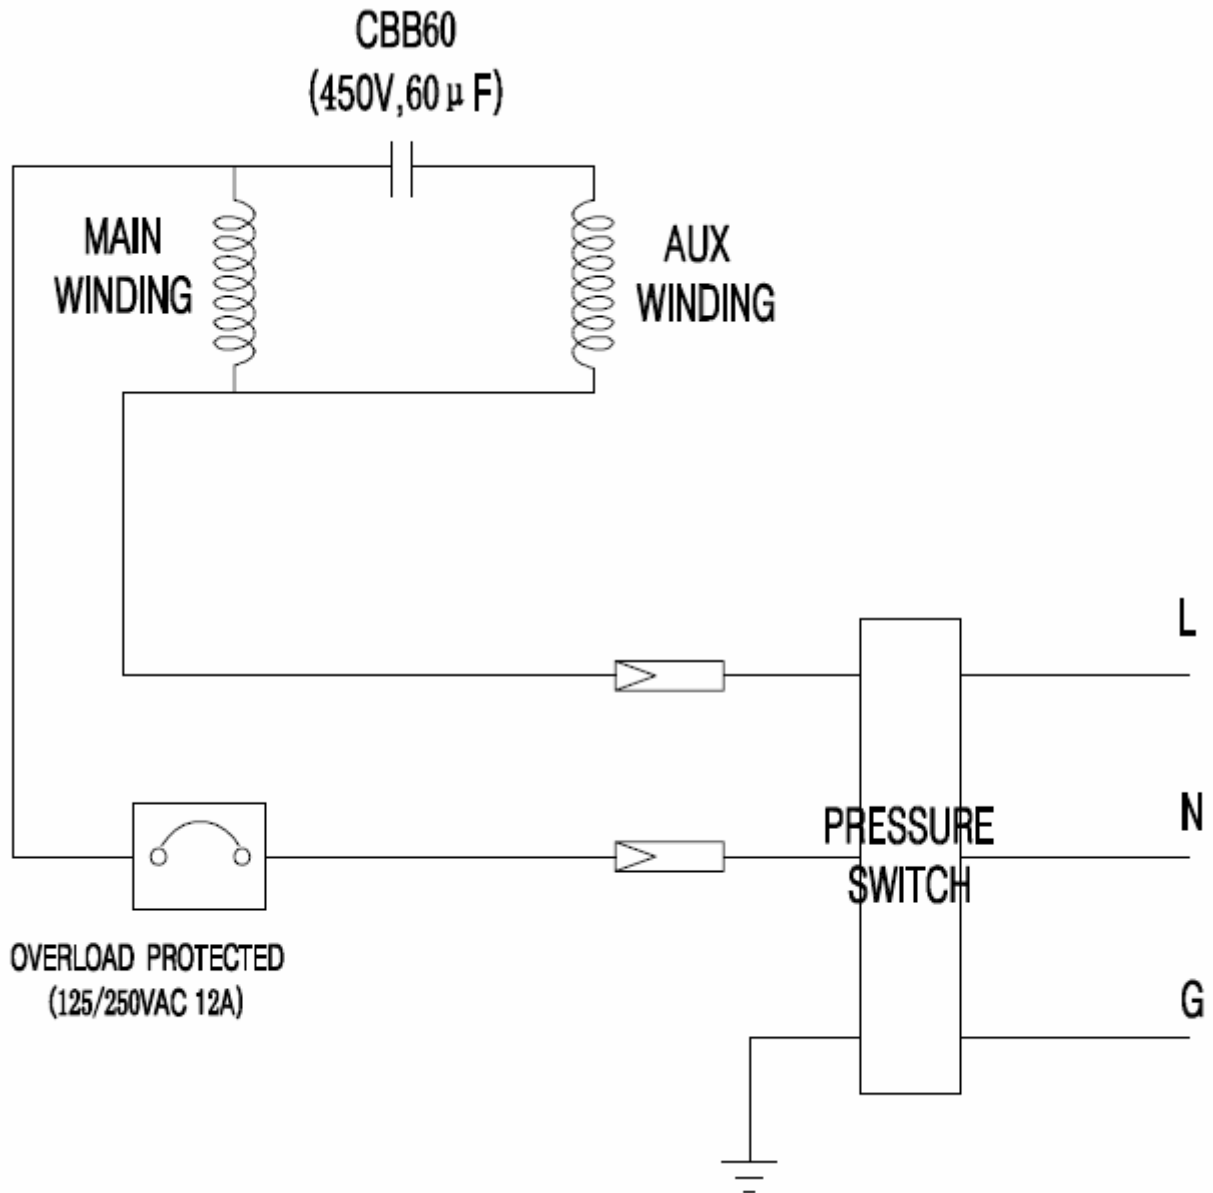 CBB60
(450V,60μF)
MAIN
WINDING
AUX
WINDING
L
N
PRESSURE
SWITCH
OVERLOAD PROTECTED
(125/250VAC 12A)
G